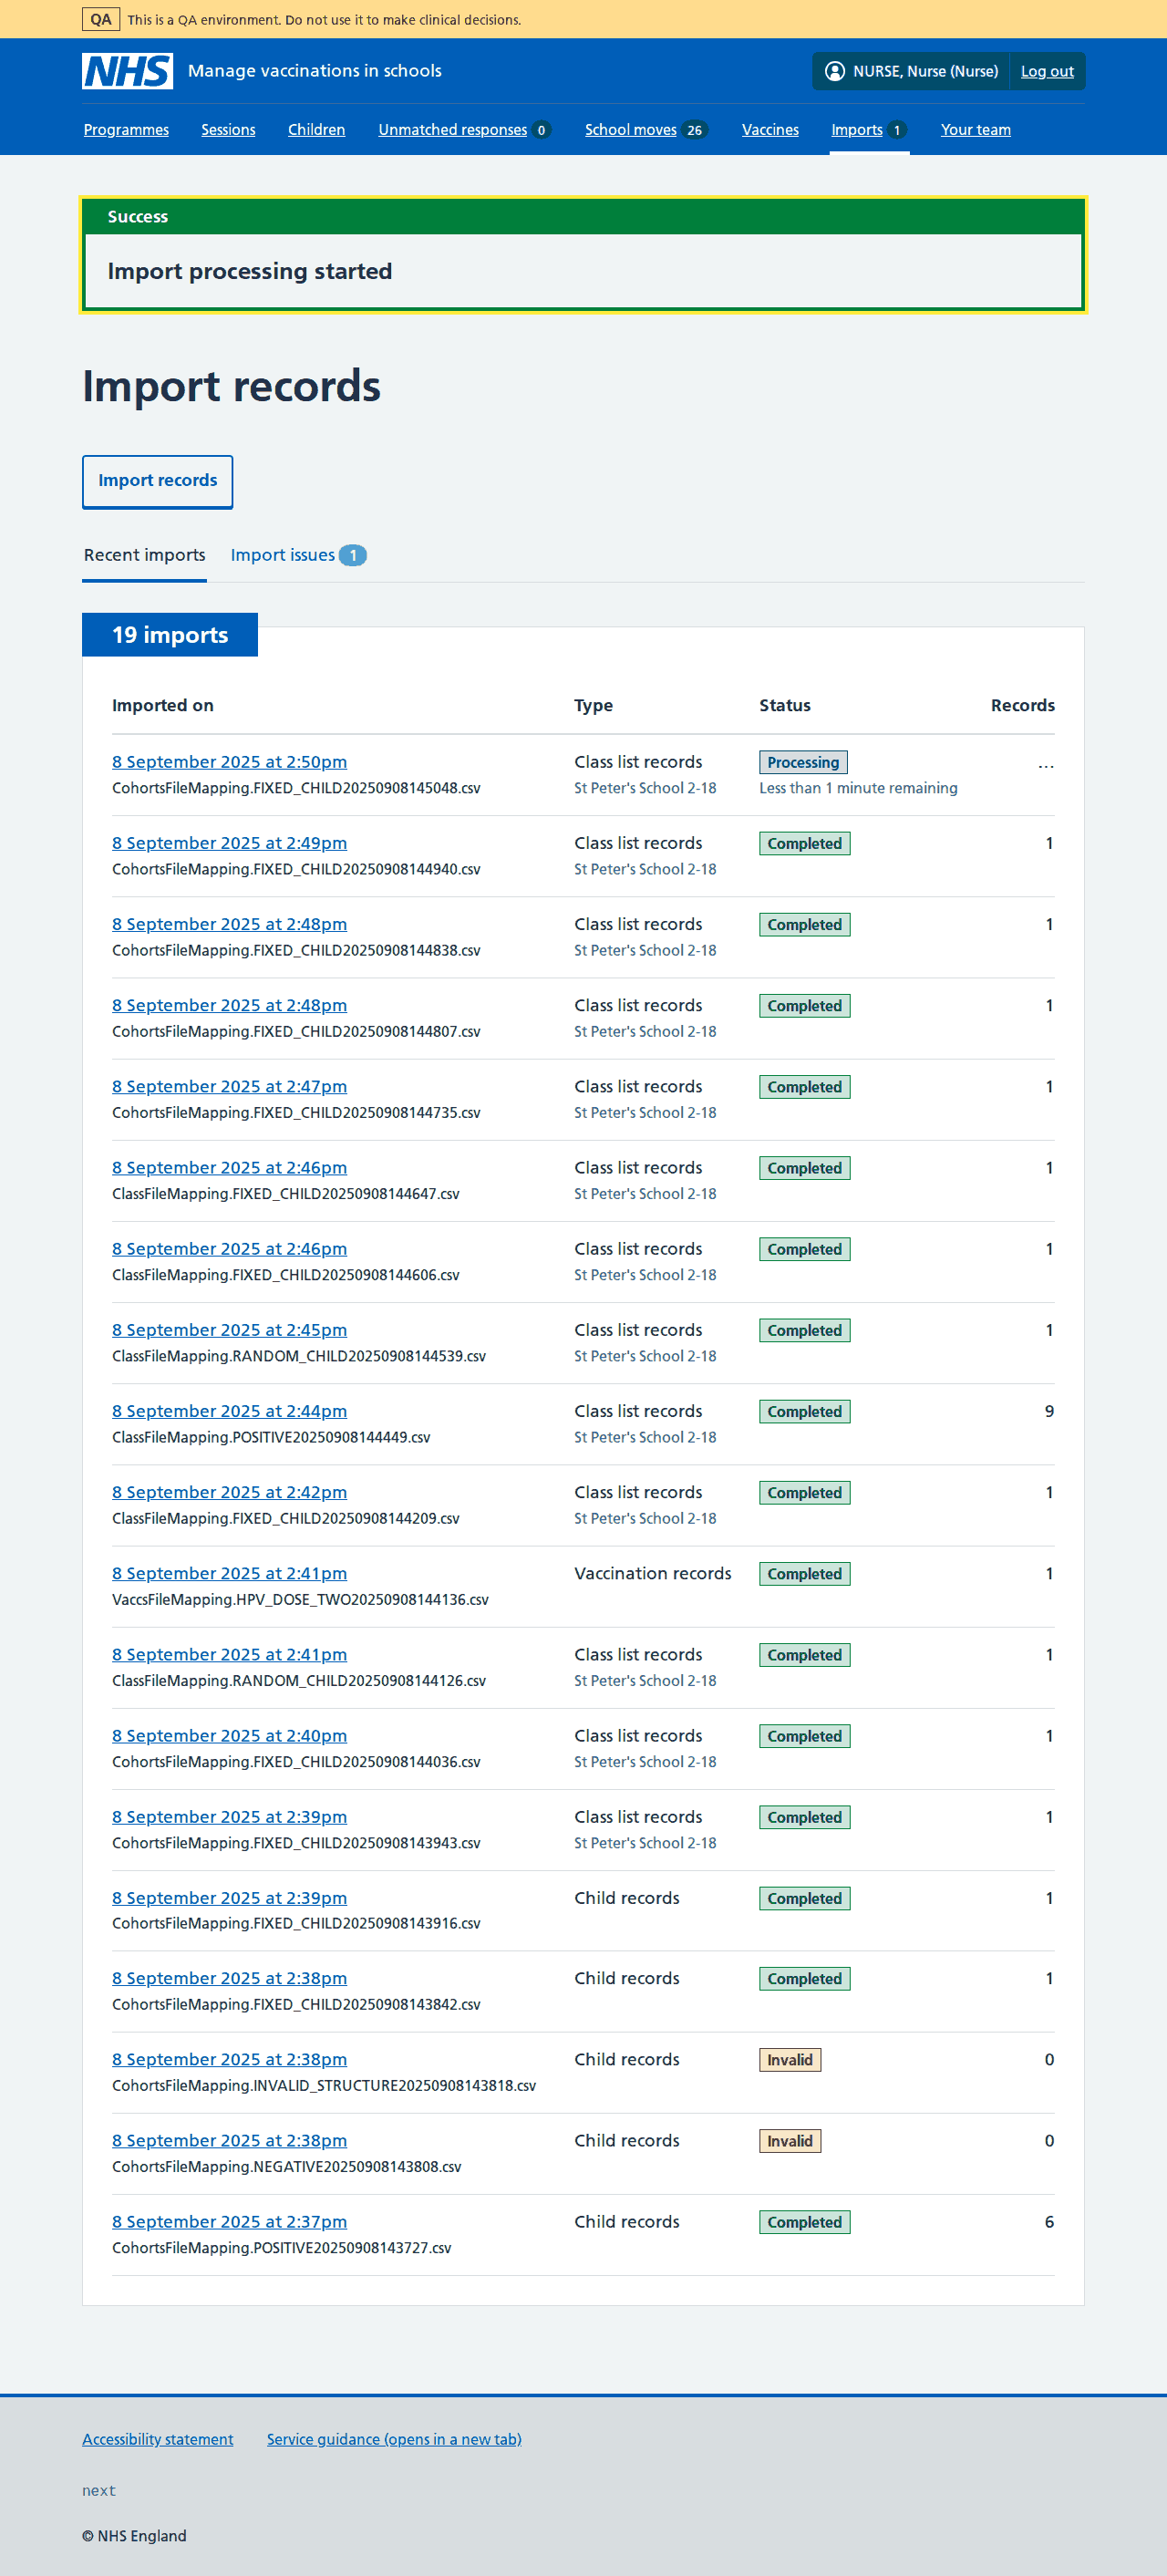 QA This is a QA environment. Do not use it to make clinical decisions.
NHS Manage vaccinations in schools NURSE, Nurse (Nurse) Log out
Programmes Sessions Children Unmatched responses 0 School moves 26 Vaccines Imports 1 Your team
Success
Import processing started
Import records
Import records
Recent imports Import issues 1
19 imports
Imported on Type Status Records
8 September 2025 at 2:50pm Class list records Processing ...
CohortsFileMapping.FIXED_CHILD20250908145048.csv St Peter's School 2-18 Less than 1 minute remaining
8 September 2025 at 2:49pm Class list records Completed 1
CohortsFileMapping.FIXED_CHILD20250908144940.csv St Peter's School 2-18
8 September 2025 at 2:48pm Class list records Completed 1
CohortsFileMapping.FIXED_CHILD20250908144838.csv St Peter's School 2-18
8 September 2025 at 2:48pm Class list records Completed 1
CohortsFileMapping.FIXED_CHILD20250908144807.csv St Peter's School 2-18
8 September 2025 at 2:47pm Class list records Completed 1
CohortsFileMapping.FIXED_CHILD20250908144735.csv St Peter's School 2-18
8 September 2025 at 2:46pm Class list records Completed 1
ClassFileMapping.FIXED_CHILD20250908144647.csv St Peter's School 2-18
8 September 2025 at 2:46pm Class list records Completed 1
ClassFileMapping.FIXED_CHILD20250908144606.csv St Peter's School 2-18
8 September 2025 at 2:45pm Class list records Completed 1
ClassFileMapping.RANDOM_CHILD20250908144539.csv St Peter's School 2-18
8 September 2025 at 2:44pm Class list records Completed 9
ClassFileMapping.POSITIVE20250908144449.csv St Peter's School 2-18
8 September 2025 at 2:42pm Class list records Completed 1
ClassFileMapping.FIXED_CHILD20250908144209.csv St Peter's School 2-18
8 September 2025 at 2:41pm Vaccination records Completed 1
VaccsFileMapping.HPV_DOSE_TWO20250908144136.csv
8 September 2025 at 2:41pm Class list records Completed 1
ClassFileMapping.RANDOM_CHILD20250908144126.csv St Peter's School 2-18
8 September 2025 at 2:40pm Class list records Completed 1
CohortsFileMapping.FIXED_CHILD20250908144036.csv St Peter's School 2-18
8 September 2025 at 2:39pm Class list records Completed 1
CohortsFileMapping.FIXED_CHILD20250908143943.csv St Peter's School 2-18
8 September 2025 at 2:39pm Child records Completed 1
CohortsFileMapping.FIXED_CHILD20250908143916.csv
8 September 2025 at 2:38pm Child records Completed 1
CohortsFileMapping.FIXED_CHILD20250908143842.csv
8 September 2025 at 2:38pm Child records Invalid 0
CohortsFileMapping.INVALID_STRUCTURE20250908143818.csv
8 September 2025 at 2:38pm Child records Invalid 0
CohortsFileMapping.NEGATIVE20250908143808.csv
8 September 2025 at 2:37pm Child records Completed 6
CohortsFileMapping.POSITIVE20250908143727.csv
Accessibility statement Service guidance (opens in a new tab)
next
© NHS England